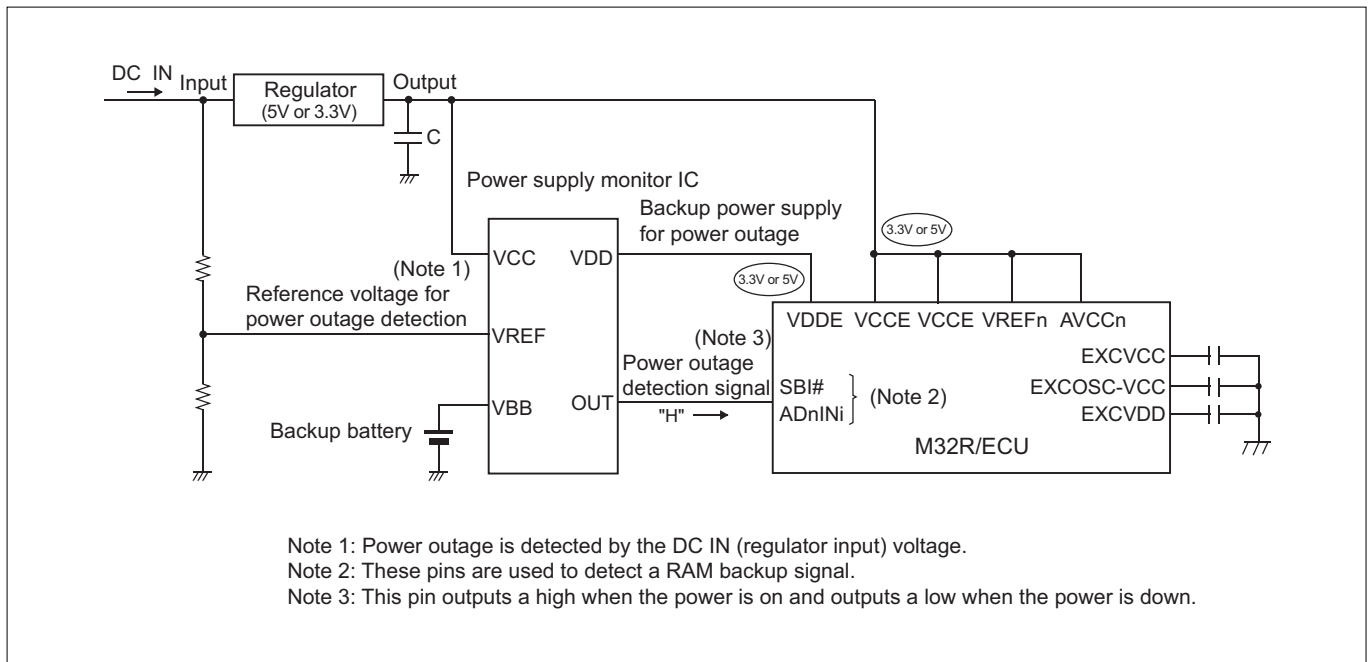 DC IN
Input
Regulator
(5V or 3.3V)
Output
C
Power supply monitor IC
Backup power supply
for power outage
3.3V or 5V
VCC
VDD
(Note 1)
3.3V or 5V
Reference voltage for
power outage detection
VREF
VDDE VCCE VCCE VREFn AVCCn
(Note 3)
Power outage
detection signal
EXCVCC
SBI#
ADnINi
(Note 2)
EXCOSC-VCC
EXCVDD
VBB
OUT
"H"
Backup battery
M32R/ECU
Note 1: Power outage is detected by the DC IN (regulator input) voltage.
Note 2: These pins are used to detect a RAM backup signal.
Note 3: This pin outputs a high when the power is on and outputs a low when the power is down.